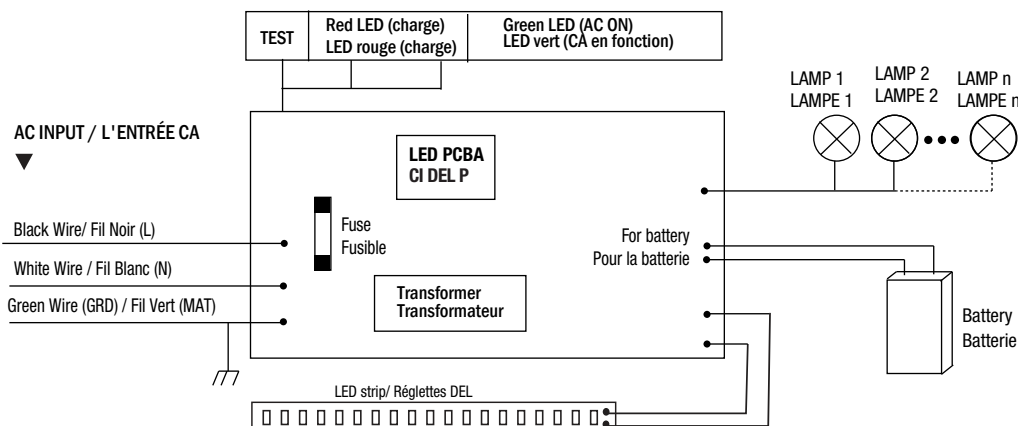 TEST
Red LED (charge)
LED rouge (charge)
Green LED (AC ON)
LED vert (CA en fonction)
LAMP 1
LAMPE 1
LAMP 2
LAMPE 2
LAMP n
LAMPE n
AC INPUT / L'ENTRÉE CA
LED PCBA
CI DEL P
Fuse
Fusible
Black Wire/ Fil Noir (L)
White Wire / Fil Blanc (N)
Green Wire (GRD) / Fil Vert (MAT)
For battery
Pour la batterie
Transformer
Transformateur
Battery
Batterie
LED strip/ Réglettes DEL